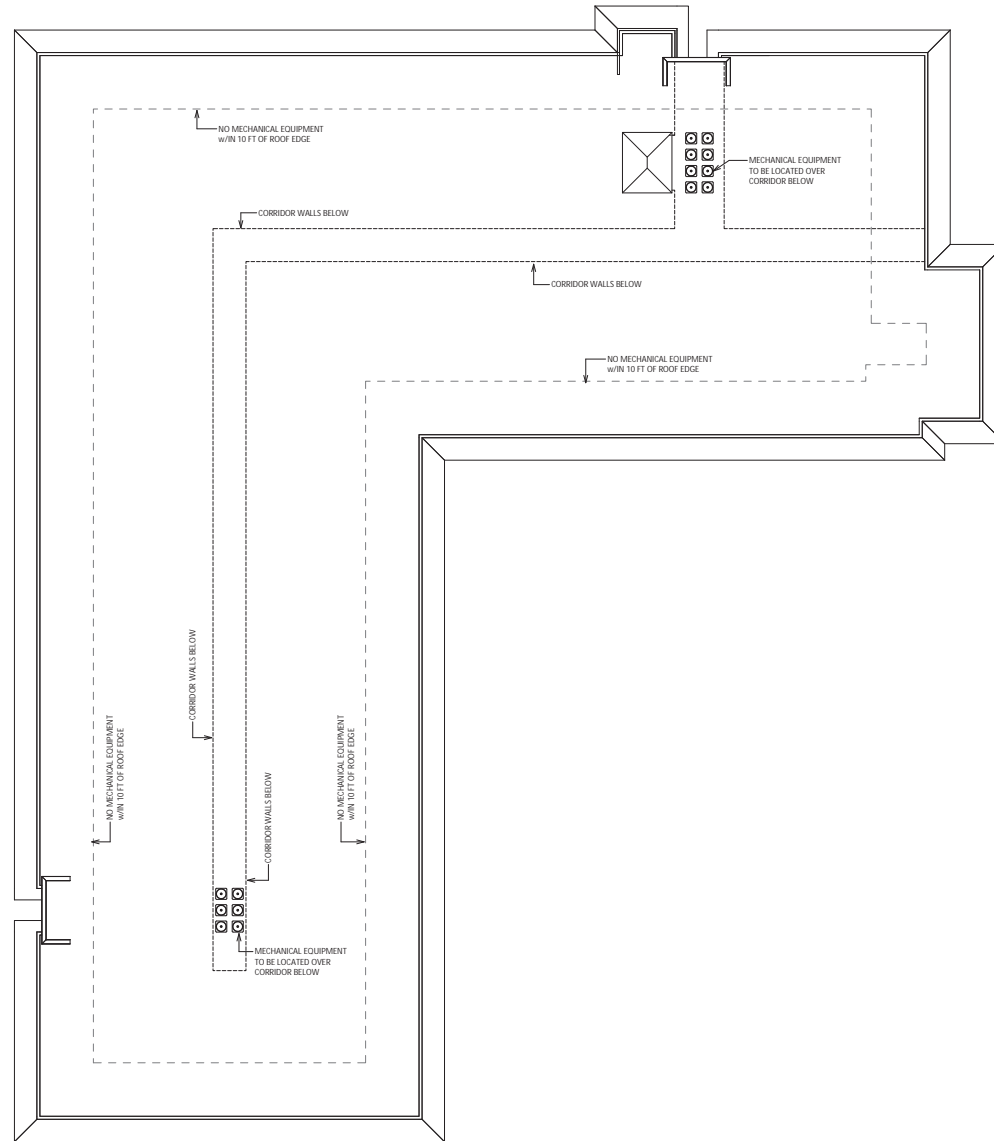 NO MECHANICAL EQUIPMENT
w/IN 10 FT OF ROOF EDGE
MECHANICAL EQUIPMENT
TO BE LOCATED OVER
CORRIDOR BELOW
CORRIDOR WALLS BELOW
CORRIDOR WALLS BELOW
NO MECHANICAL EQUIPMENT
w/IN 10 FT OF ROOF EDGE
CORRIDOR WALLS BELOW
NO MECHANICAL EQUIPMENT
w/IN 10 FT OF ROOF EDGE
NO MECHANICAL EQUIPMENT
w/IN 10 FT OF ROOF EDGE
CORRIDOR WALLS BELOW
MECHANICAL EQUIPMENT
TO BE LOCATED OVER
CORRIDOR BELOW